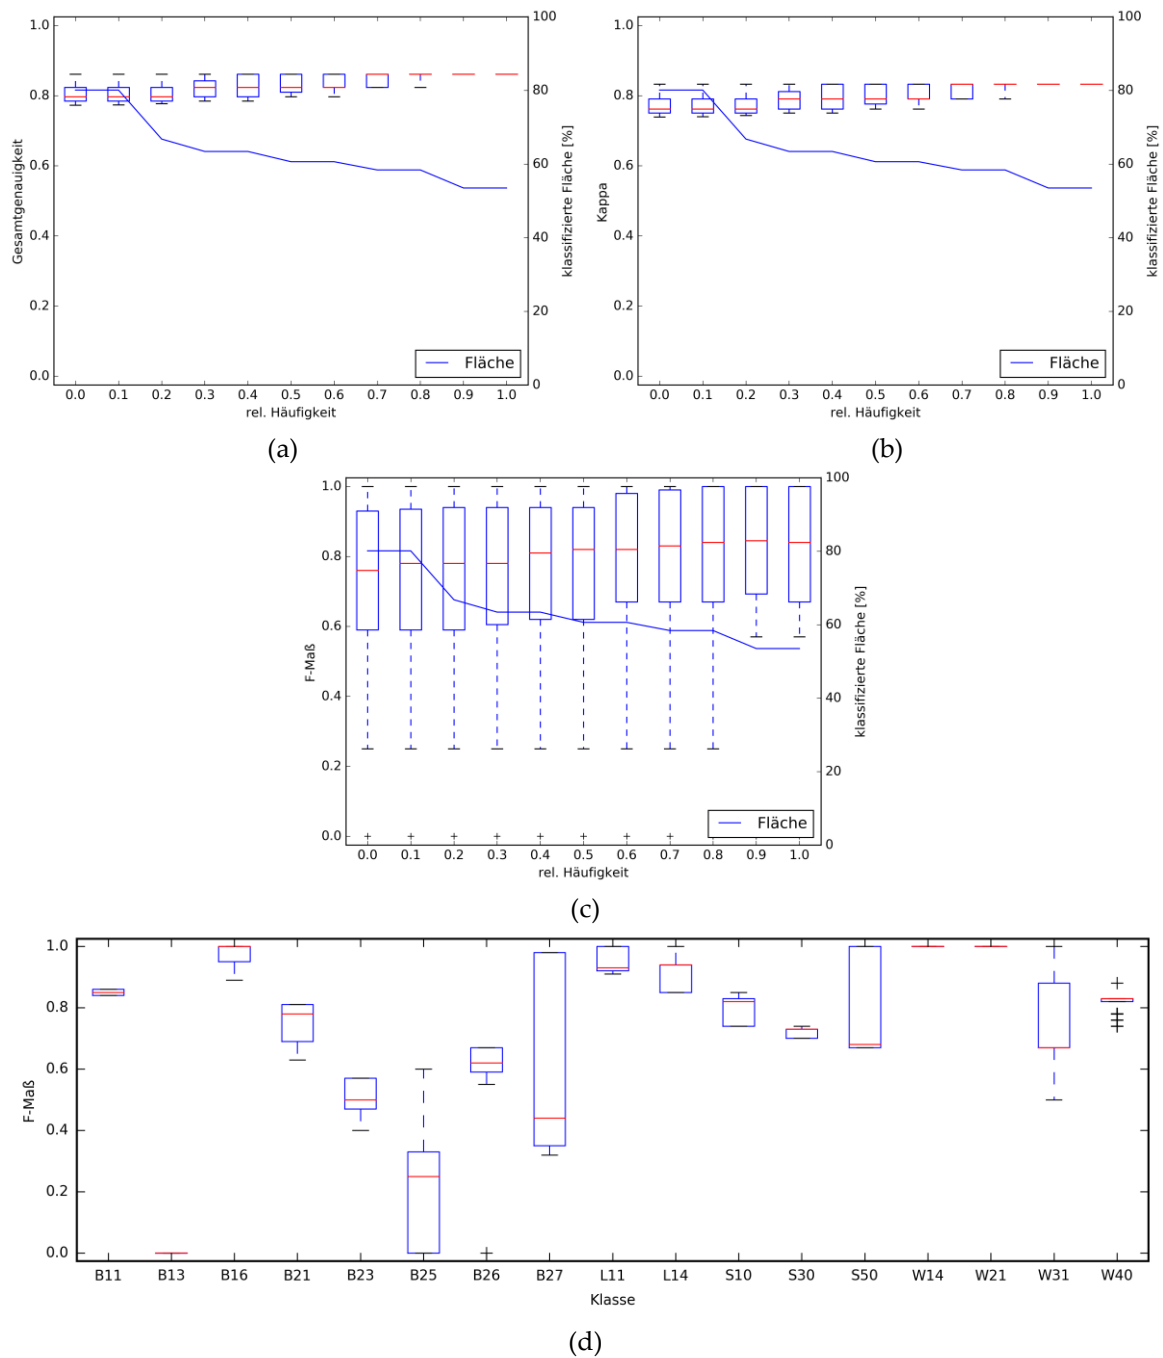 1.0
0.8
0.6
0.4
0.2
0.0
Gesamtgenauigkeit
100
80
60
40
20
0
klassifizierte Fläche [%]
Fläche
0.0 0.1 0.2 0.3 0.4 0.5 0.6 0.7 0.8 0.9 1.0
rel. Häufigkeit
(a)
1.0
0.8
0.6
0.4
0.2
0.0
Kappa
100
80
60
40
20
0
klassifizierte Fläche [%]
Fläche
0.0 0.1 0.2 0.3 0.4 0.5 0.6 0.7 0.8 0.9 1.0
rel. Häufigkeit
(b)
1.0
0.8
0.6
0.4
0.2
0.0
F-Maß
100
80
60
40
20
0
klassifizierte Fläche [%]
Fläche
0.0 0.1 0.2 0.3 0.4 0.5 0.6 0.7 0.8 0.9 1.0
rel. Häufigkeit
(c)
1.0
0.8
0.6
0.4
0.2
0.0
F-Maß
B11 B13 B16 B21 B23 B25 B26 B27 L11 L14 S10 S30 S50 W14 W21 W31 W40
Klasse
(d)